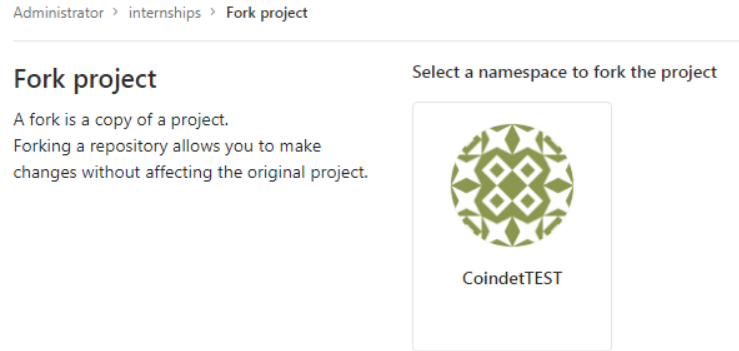 Administrator > internships > Fork project
Fork project
A fork is a copy of a project.
Forking a repository allows you to make
changes without affecting the original project.
Select a namespace to fork the project
CoindetTEST